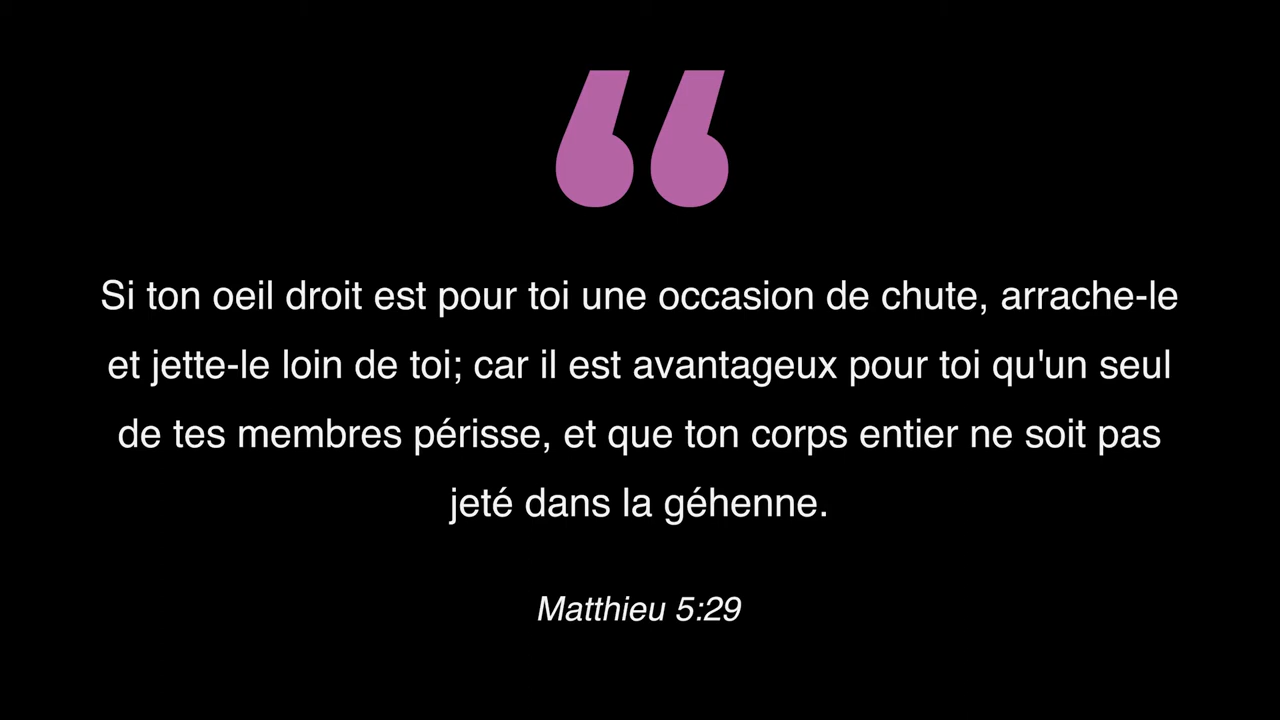 “
Si ton oeil droit est pour toi une occasion de chute, arrache-le
et jette-le loin de toi; car il est avantageux pour toi qu'un seul
de tes membres périsse, et que ton corps entier ne soit pas
jeté dans la géhenne.
Matthieu 5:29